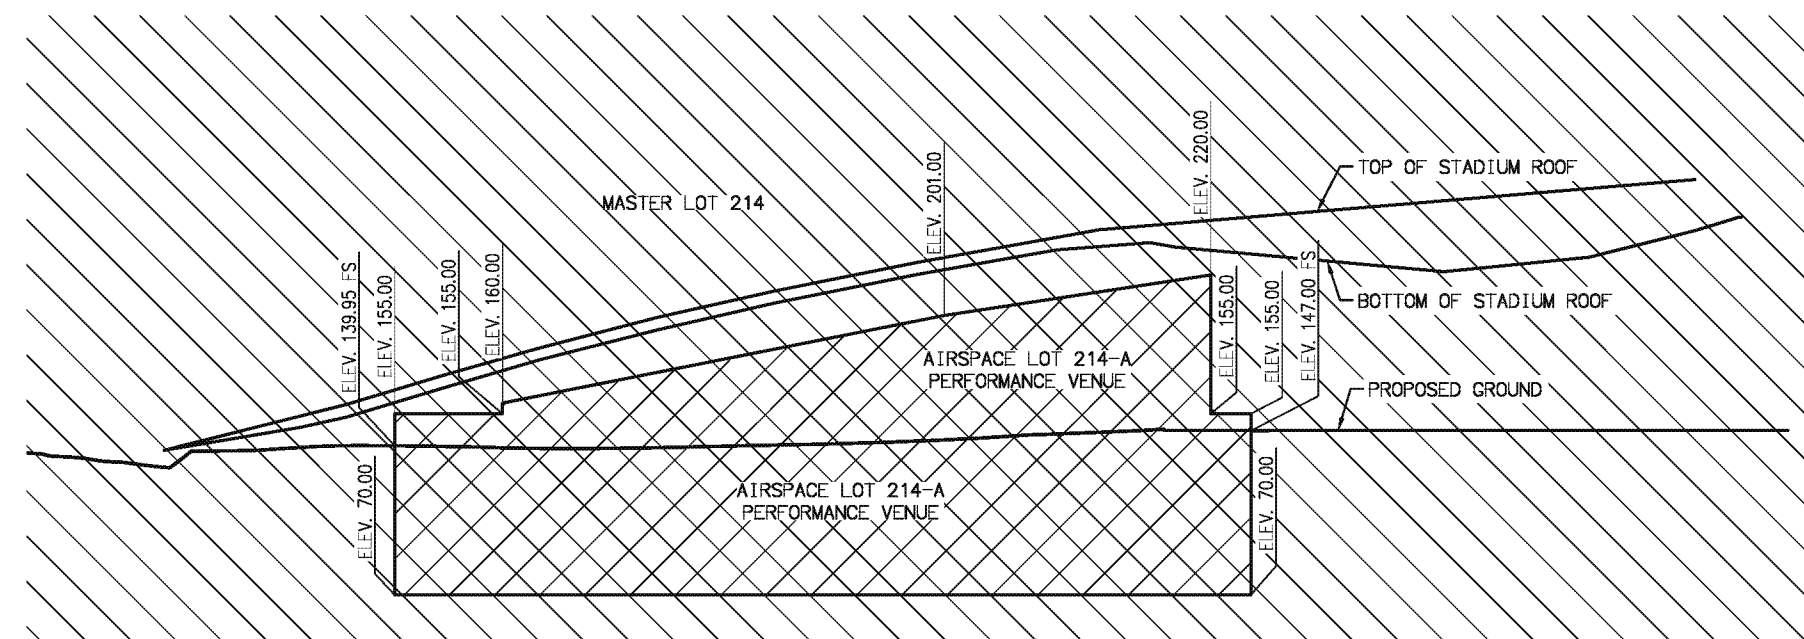 MASTER LOT 214
ELEV. 139.95 FS
ELEV. 155.00
ELEV. 155.00
ELEV. 160.00
ELEV. 201.00
ELEV. 220.00
TOP OF STADIUM ROOF
ELEV. 155.00
ELEV. 155.00
ELEV. 147.00 FS
BOTTOM OF STADIUM ROOF
AIRSPACE LOT 214-A
PERFORMANCE VENUE
PROPOSED GROUND
ELEV. 70.00
AIRSPACE LOT 214-A
PERFORMANCE VENUE
ELEV. 70.00